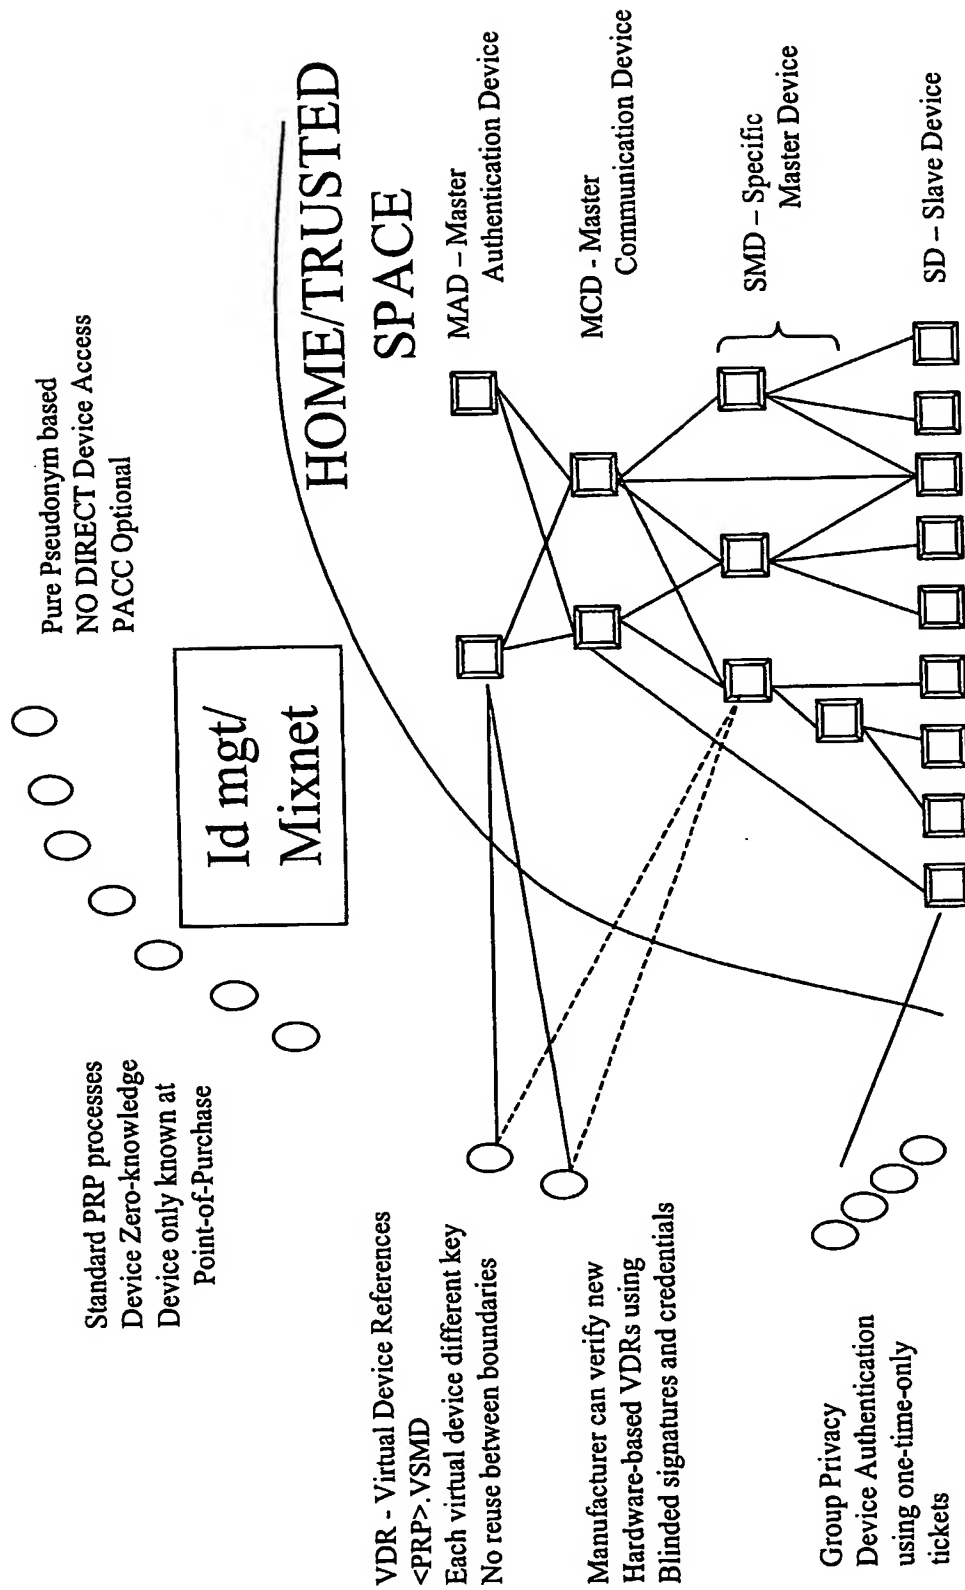 Standard PRP processes
Device Zero-knowledge
Device only known at
Point-of-Purchase
Pure Pseudonym based
NO DIRECT Device Access
PACC Optional
Id mgt/
Mixnet
HOME/TRUSTED
SPACE
VDR - Virtual Device References
<PRP>.VSMD
Each virtual device different key
No reuse between boundaries
MAD – Master
Authentication Device
Manufacturer can verify new
Hardware-based VDRs using
Blinded signatures and credentials
MCD - Master
Communication Device
SMD – Specific
Master Device
Group Privacy
Device Authentication
using one-time-only
tickets
SD – Slave Device